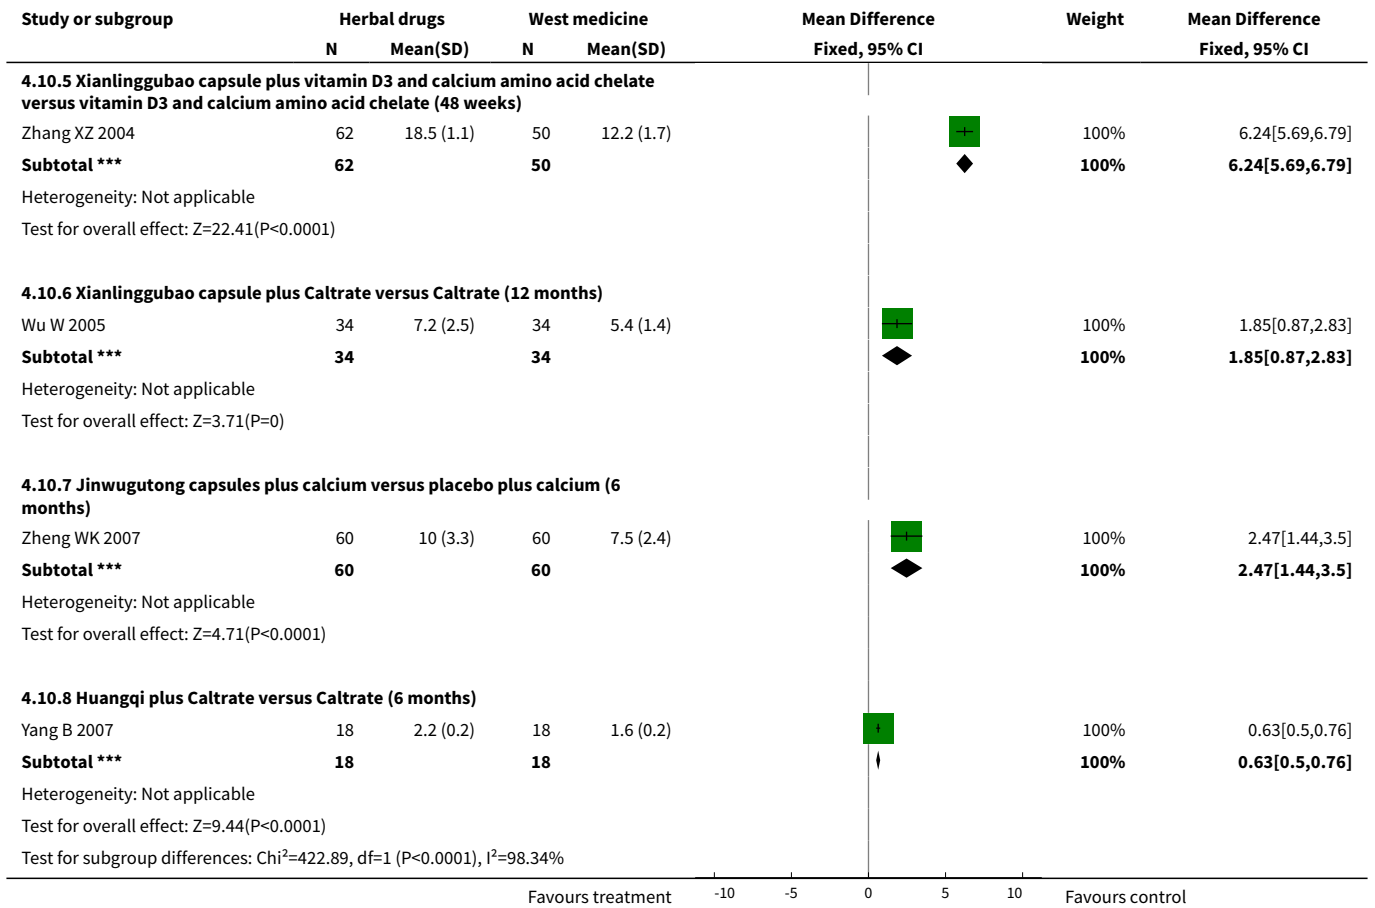 Study or subgroup Herbal drugs West medicine Mean Difference Weight Mean Difference
N Mean(SD) N Mean(SD) Fixed, 95% CI Fixed, 95% CI
4.10.5 Xianlinggubao capsule plus vitamin D3 and calcium amino acid chelate
versus vitamin D3 and calcium amino acid chelate (48 weeks)
Zhang XZ 2004 62 18.5 (1.1) 50 12.2 (1.7) 100% 6.24[5.69,6.79]
Subtotal *** 62 50 100% 6.24[5.69,6.79]
Heterogeneity: Not applicable
Test for overall effect: Z=22.41(P<0.0001)
4.10.6 Xianlinggubao capsule plus Caltrate versus Caltrate (12 months)
Wu W 2005 34 7.2 (2.5) 34 5.4 (1.4) 100% 1.85[0.87,2.83]
Subtotal *** 34 34 100% 1.85[0.87,2.83]
Heterogeneity: Not applicable
Test for overall effect: Z=3.71(P=0)
4.10.7 Jinwugutong capsules plus calcium versus placebo plus calcium (6
months)
Zheng WK 2007 60 10 (3.3) 60 7.5 (2.4) 100% 2.47[1.44,3.5]
Subtotal *** 60 60 100% 2.47[1.44,3.5]
Heterogeneity: Not applicable
Test for overall effect: Z=4.71(P<0.0001)
4.10.8 Huangqi plus Caltrate versus Caltrate (6 months)
Yang B 2007 18 2.2 (0.2) 18 1.6 (0.2) 100% 0.63[0.5,0.76]
Subtotal *** 18 18 100% 0.63[0.5,0.76]
Heterogeneity: Not applicable
Test for overall effect: Z=9.44(P<0.0001)
Test for subgroup differences: Chi²=422.89, df=1 (P<0.0001), I²=98.34%
Favours treatment -10 -5 0 5 10 Favours control